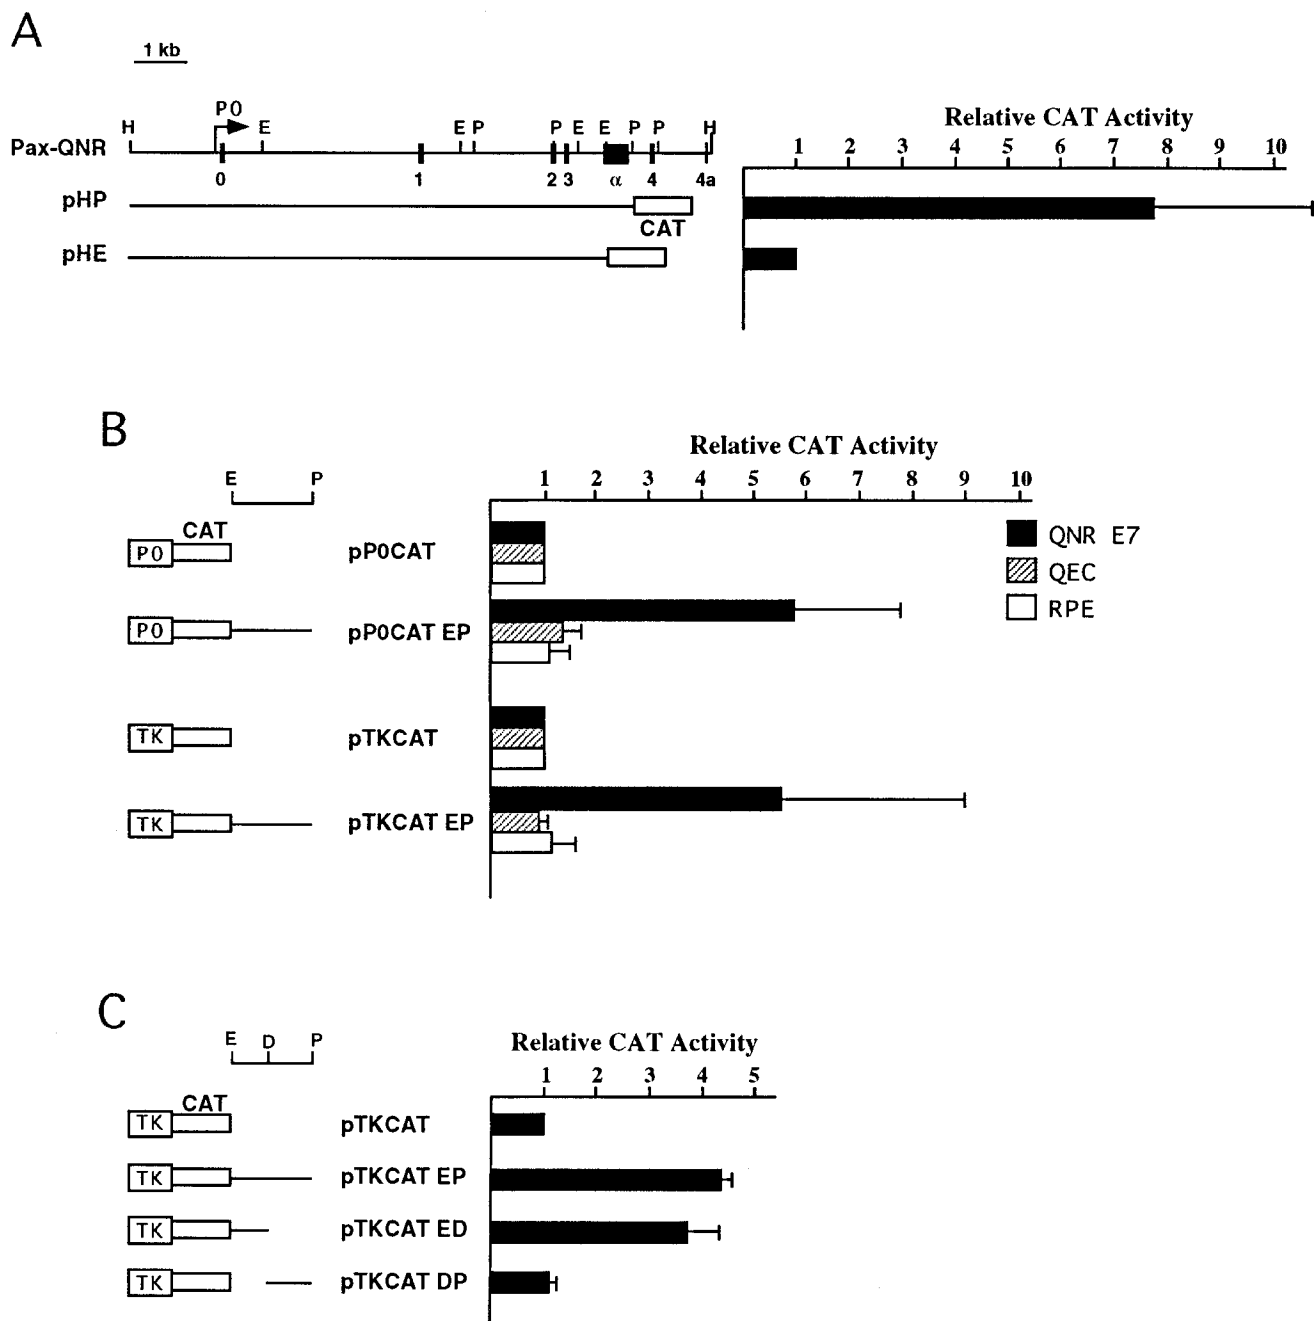 A
1 kb
P0
H E E P P E E P P H
Pax-QNR
0 1 2 3 α 4 4a
pHP
CAT
pHE
Relative CAT Activity
1 2 3 4 5 6 7 8 9 10
B
Relative CAT Activity
E P
1 2 3 4 5 6 7 8 9 10
CAT
P0 pP0CAT
P0 pP0CAT EP
TK pTKCAT
TK pTKCAT EP
QNR E7
QEC
RPE
C
E D P
Relative CAT Activity
1 2 3 4 5
CAT
TK pTKCAT
TK pTKCAT EP
TK pTKCAT ED
TK pTKCAT DP